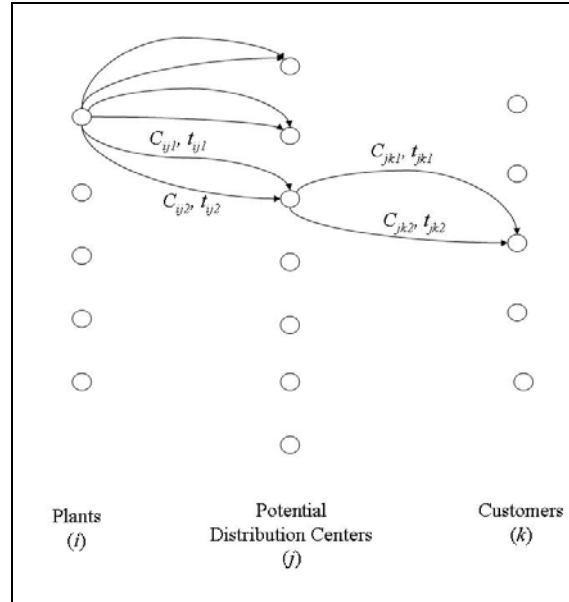 C_ij1, t_ij1
C_ij2, t_ij2
C_jk1, t_jk1
C_jk2, t_jk2
Plants
(i)
Potential
Distribution Centers
(j)
Customers
(k)